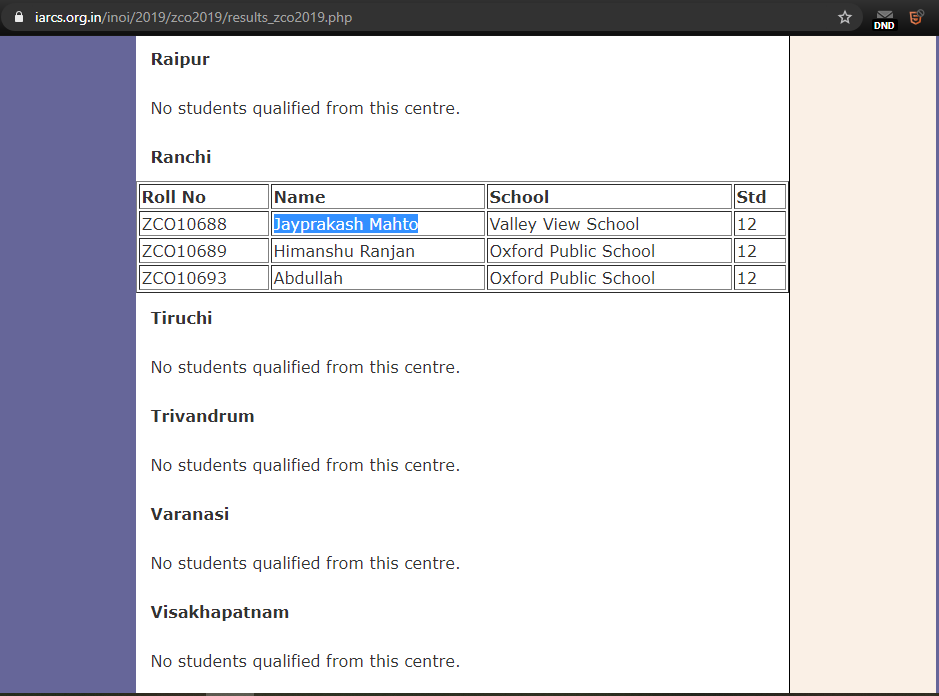 iarcs.org.in/inoi/2019/zco2019/results_zco2019.php
DND
Raipur
No students qualified from this centre.
Ranchi
Roll No Name School Std
ZCO10688 Jayprakash Mahto Valley View School 12
ZCO10689 Himanshu Ranjan Oxford Public School 12
ZCO10693 Abdullah Oxford Public School 12
Tiruchi
No students qualified from this centre.
Trivandrum
No students qualified from this centre.
Varanasi
No students qualified from this centre.
Visakhapatnam
No students qualified from this centre.